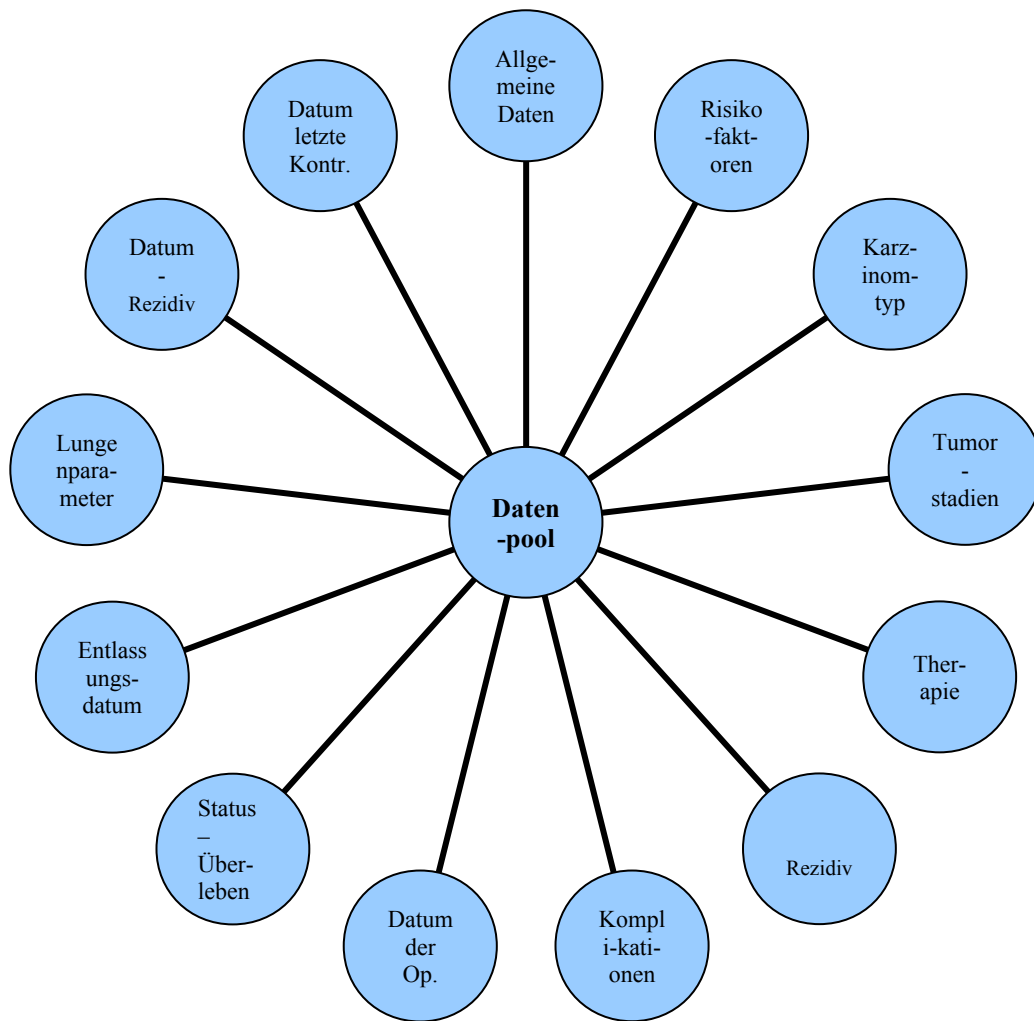 Allge-
meine
Daten
Risiko
-fakt-
oren
Karz-
inom-
typ
Tumor
-
stadien
Ther-
apie
Rezidiv
Kompl
i-kati-
onen
Datum
der
Op.
Status
–
Über-
leben
Entlass
ungs-
datum
Lunge
npara-
meter
Datum
-
Rezidiv
Datum
letzte
Kontr.
Daten
-pool